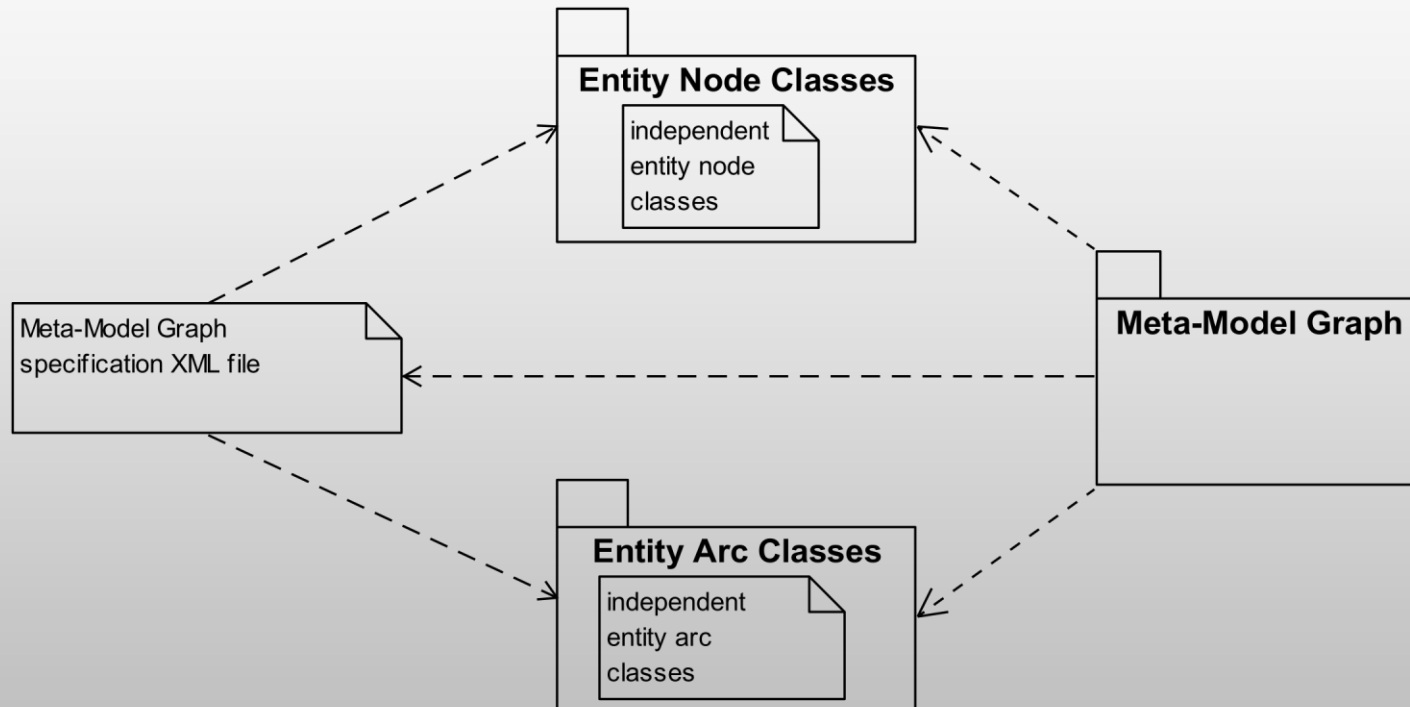 Entity Node Classes
independent
entity node
classes
Meta-Model Graph
specification XML file
Meta-Model Graph
Entity Arc Classes
independent
entity arc
classes